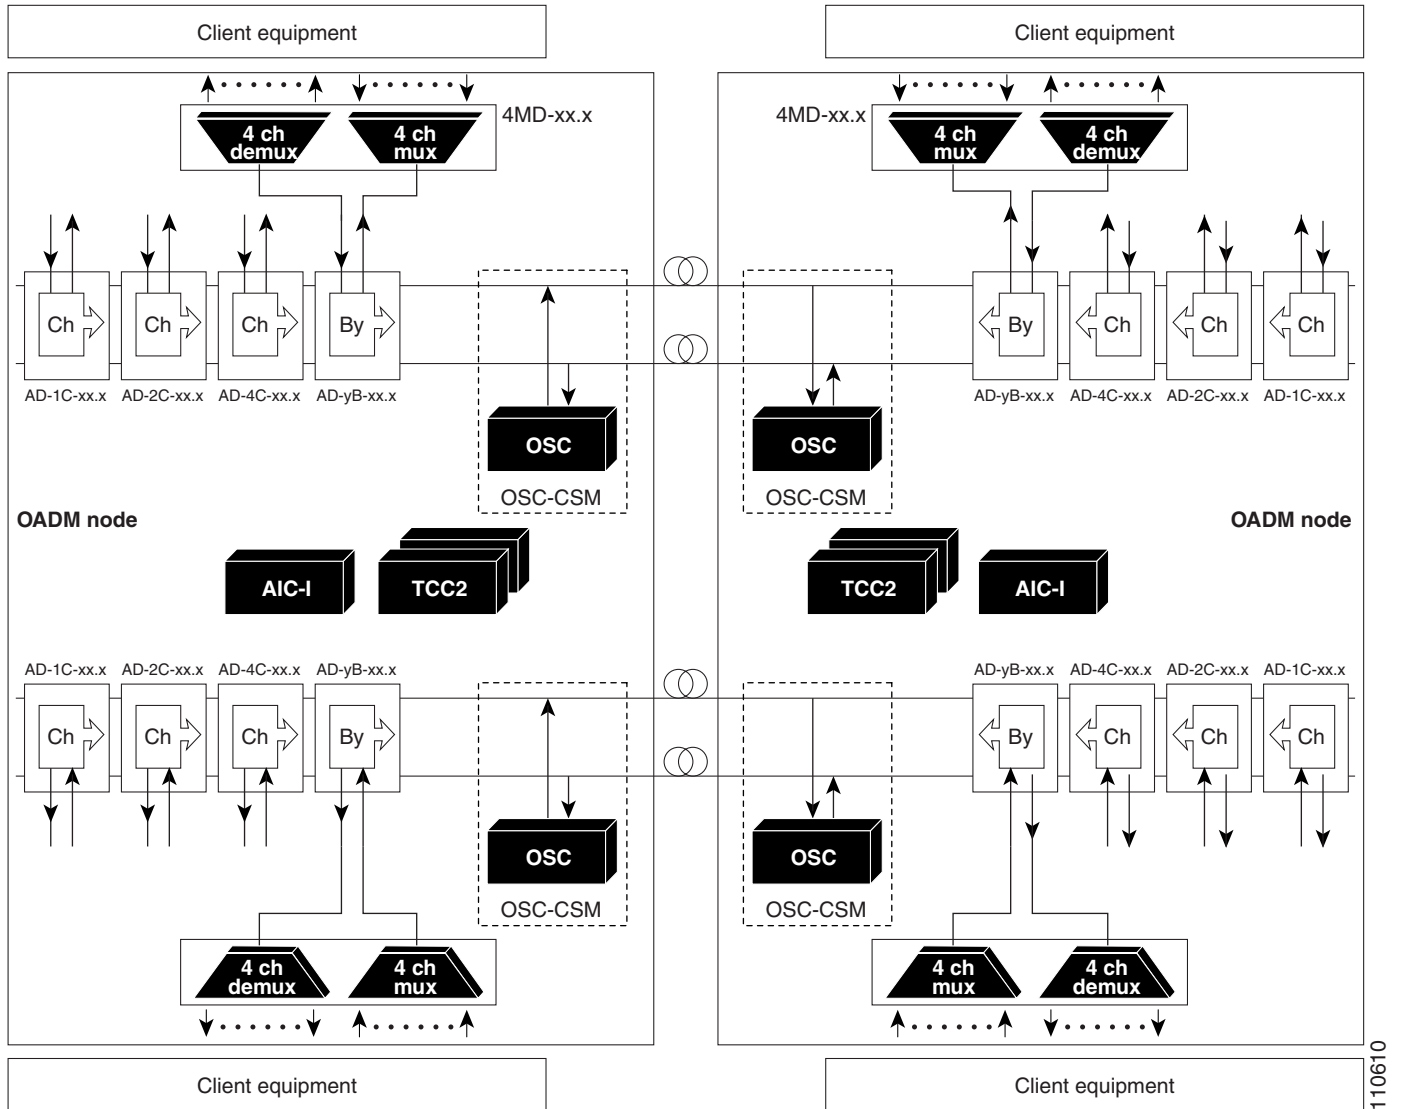 Client equipment
Client equipment
4 ch
demux
4 ch
mux
4MD-xx.x
4MD-xx.x
4 ch
mux
4 ch
demux
Ch
Ch
Ch
By
By
Ch
Ch
Ch
AD-1C-xx.x
AD-2C-xx.x
AD-4C-xx.x
AD-yB-xx.x
AD-yB-xx.x
AD-4C-xx.x
AD-2C-xx.x
AD-1C-xx.x
OSC
OSC
OSC-CSM
OSC-CSM
OADM node
OADM node
AIC-I
TCC2
TCC2
AIC-I
AD-1C-xx.x
AD-2C-xx.x
AD-4C-xx.x
AD-yB-xx.x
AD-yB-xx.x
AD-4C-xx.x
AD-2C-xx.x
AD-1C-xx.x
Ch
Ch
Ch
By
By
Ch
Ch
Ch
OSC
OSC
OSC-CSM
OSC-CSM
4 ch
demux
4 ch
mux
4 ch
mux
4 ch
demux
Client equipment
Client equipment
110610